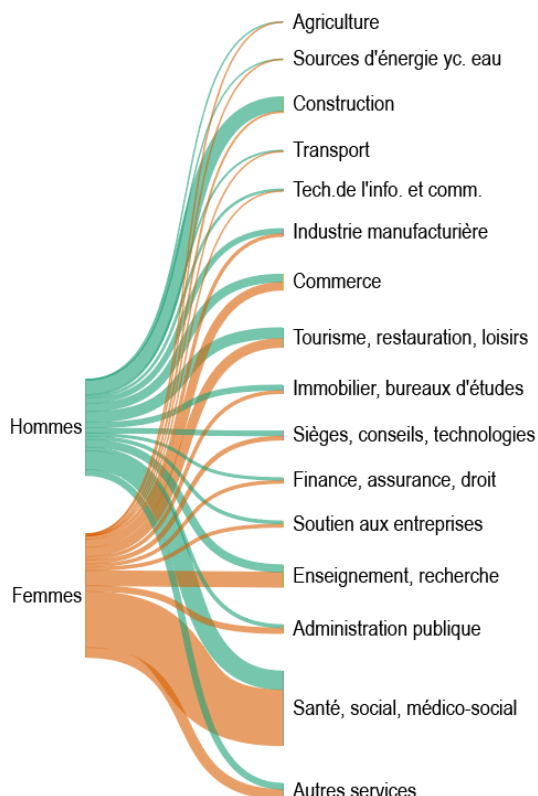 Agriculture
Sources d'énergie yc. eau
Construction
Transport
Tech.de l'info. et comm.
Industrie manufacturière
Commerce
Tourisme, restauration, loisirs
Immobilier, bureaux d'études
Hommes
Sièges, conseils, technologies
Finance, assurance, droit
Soutien aux entreprises
Enseignement, recherche
Femmes
Administration publique
Santé, social, médico-social
Autres services